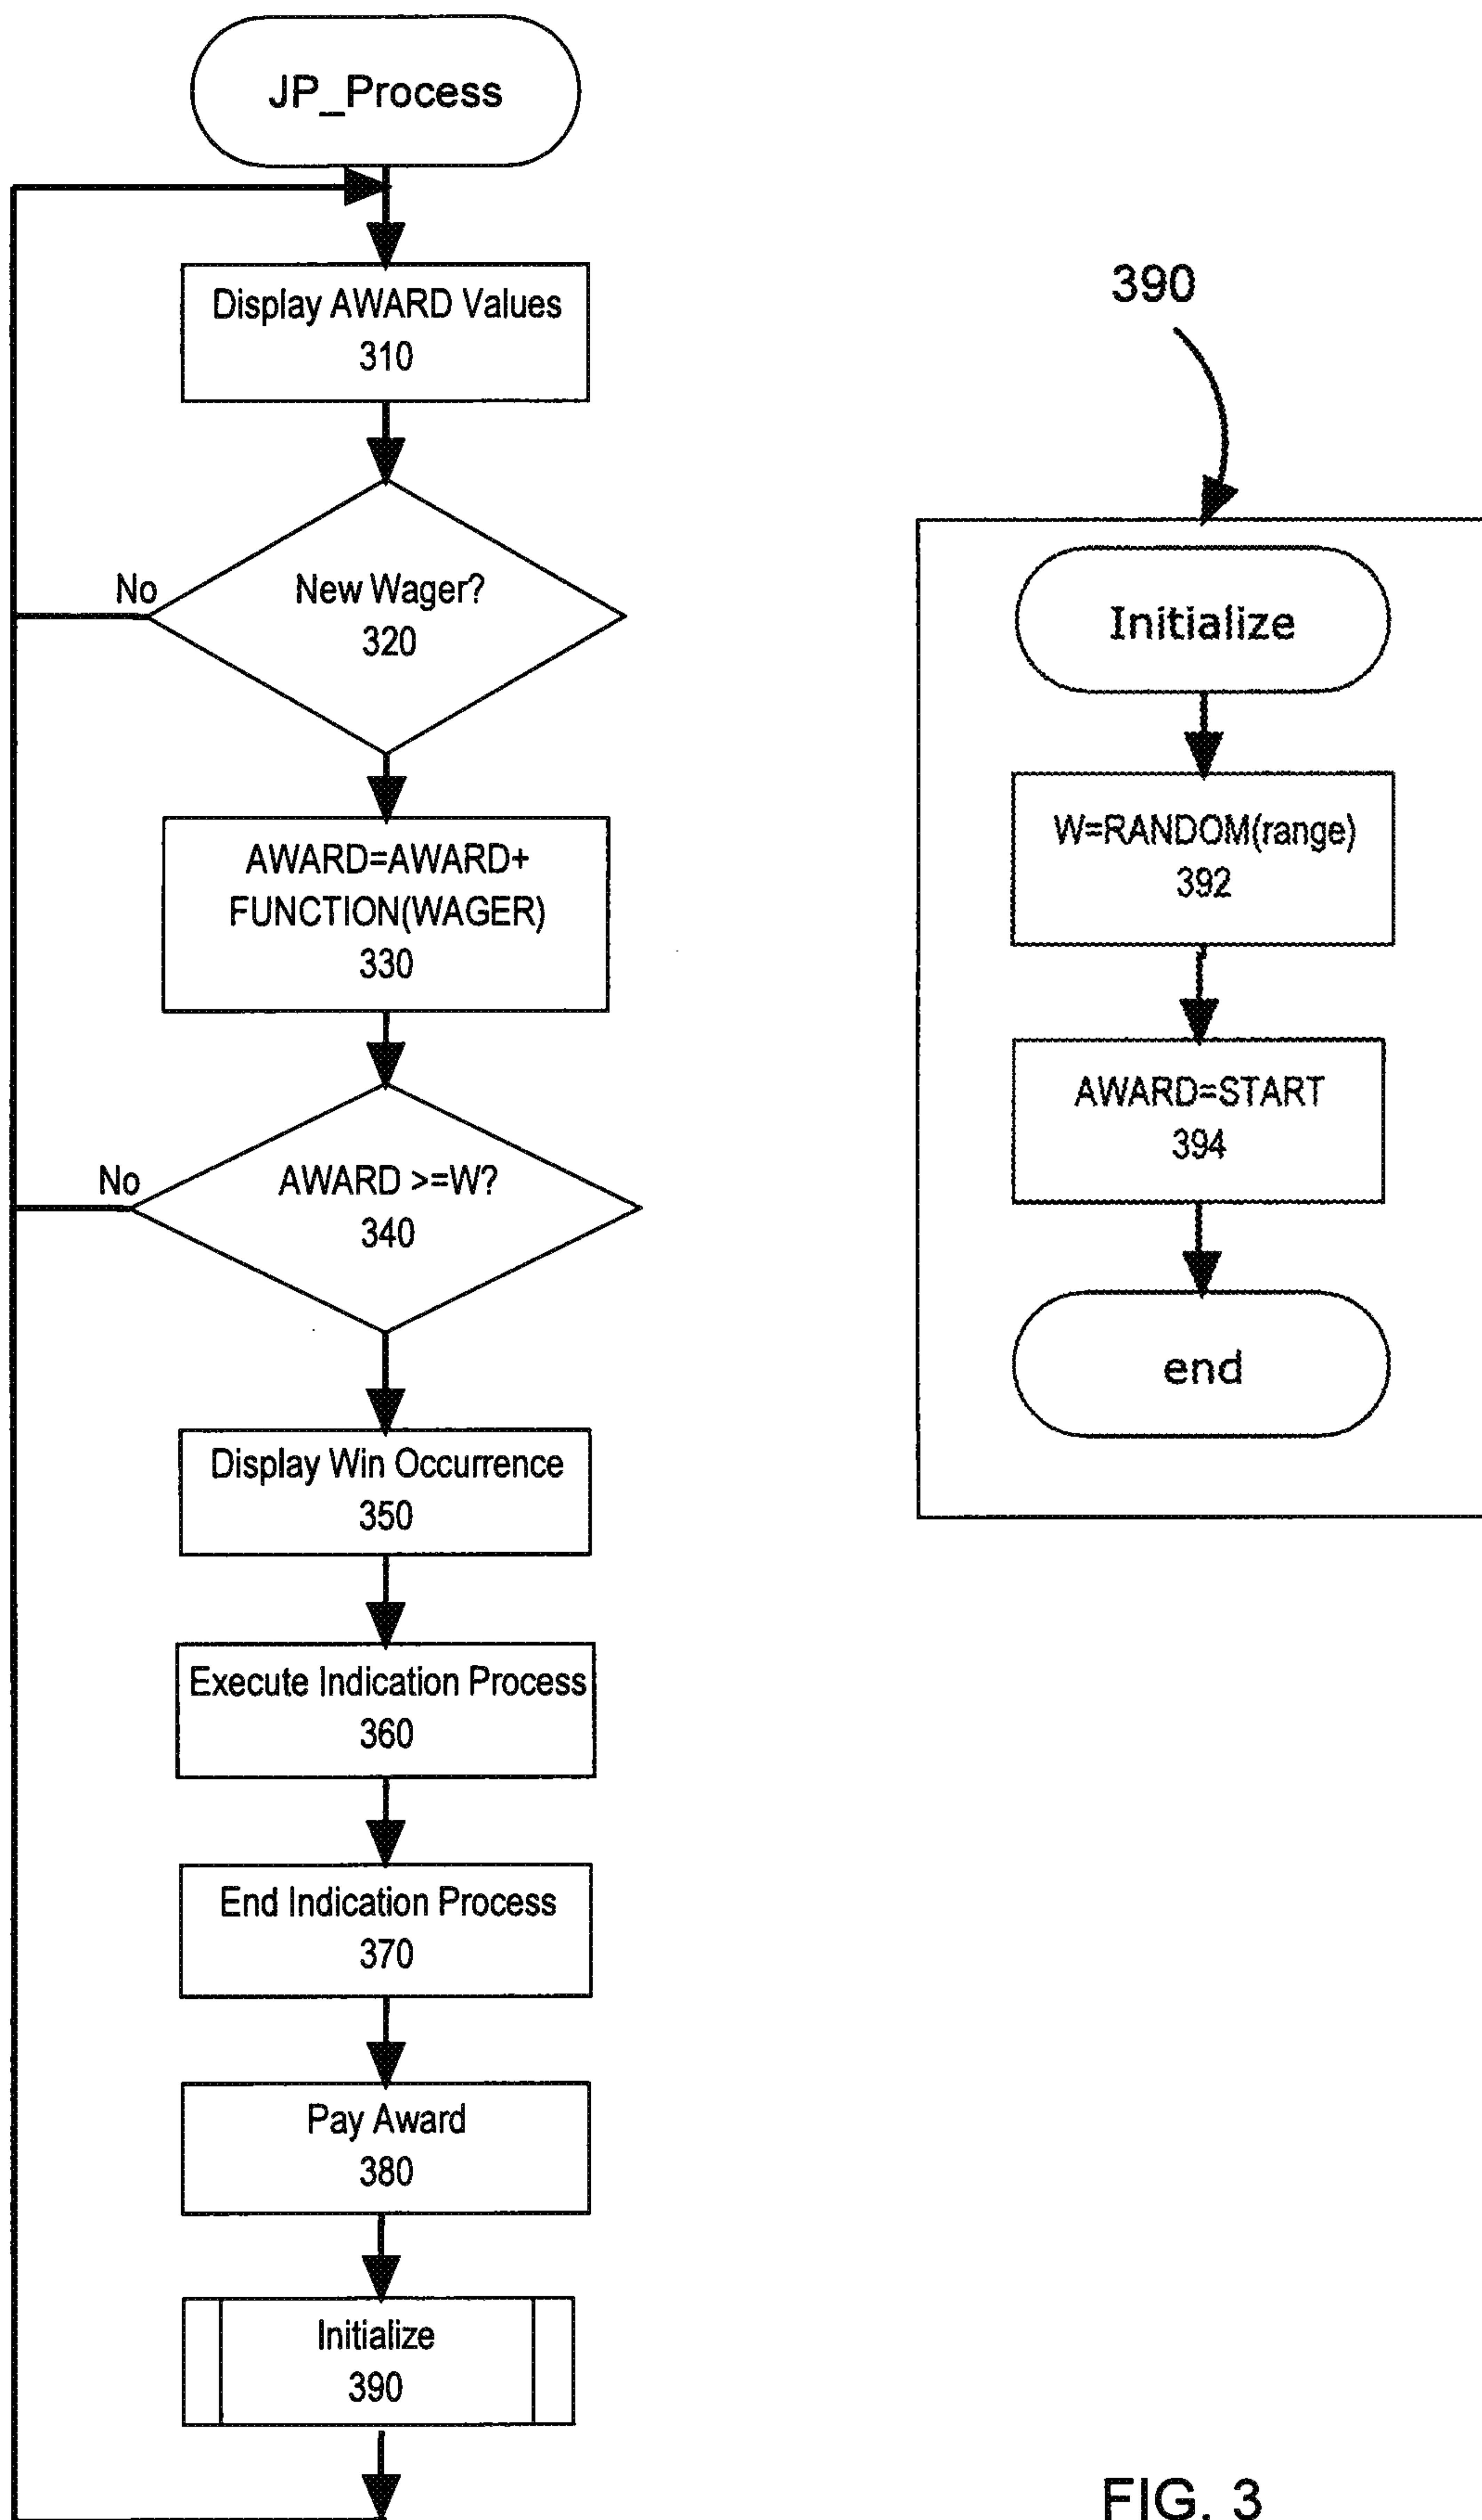 JP_Process
Display AWARD Values
310
New Wager?
320
No
AWARD=AWARD+
FUNCTION(WAGER)
330
AWARD >=W?
340
No
Display Win Occurrence
350
Execute Indication Process
360
End Indication Process
370
Pay Award
380
Initialize
390
390
Initialize
W=RANDOM(range)
392
AWARD=START
394
end
FIG. 3